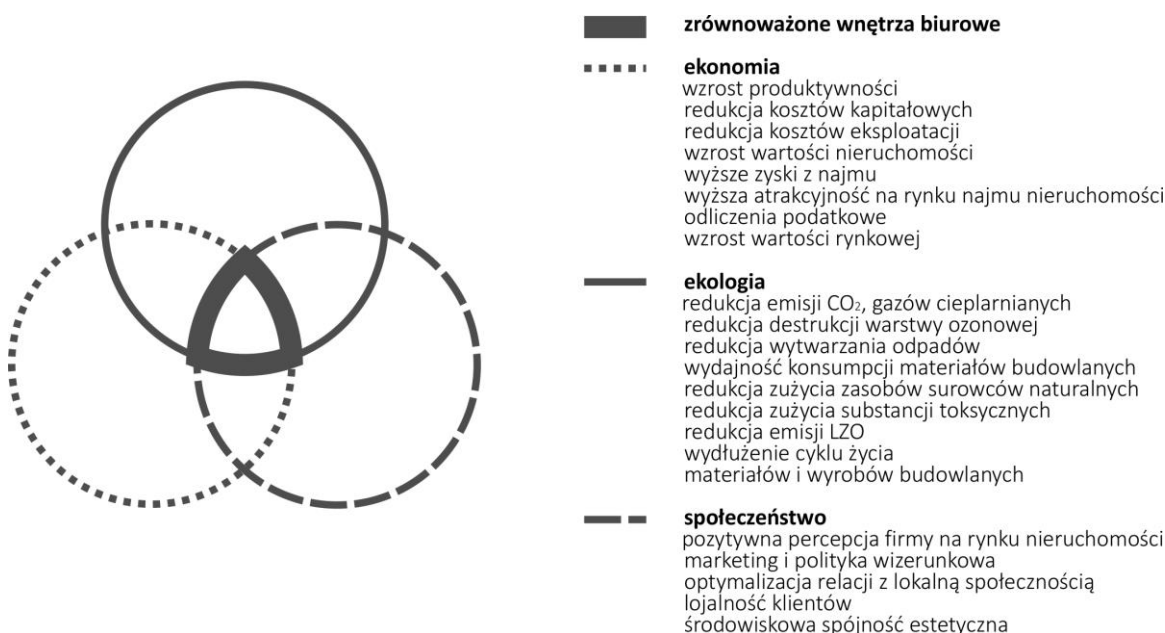 zrównoważone wnętrza biurowe
ekonomia
wzrost produktywności
redukcja kosztów kapitałowych
redukcja kosztów eksploatacji
wzrost wartości nieruchomości
wyższe zyski z najmu
wyższa atrakcyjność na rynku najmu nieruchomości
odliczenia podatkowe
wzrost wartości rynkowej
ekologia
redukcja emisji CO₂, gazów cieplarnianych
redukcja destrukcji warstwy ozonowej
redukcja wytwarzania odpadów
wydajność konsumpcji materiałów budowlanych
redukcja zużycia zasobów surowców naturalnych
redukcja zużycia substancji toksycznych
redukcja emisji LZO
wydłużenie cyklu życia
materiałów i wyrobów budowlanych
społeczeństwo
pozytywna percepcja firmy na rynku nieruchomości
marketing i polityka wizerunkowa
optymalizacja relacji z lokalną społecznością
lojalność klientów
środowiskowa spójność estetyczna